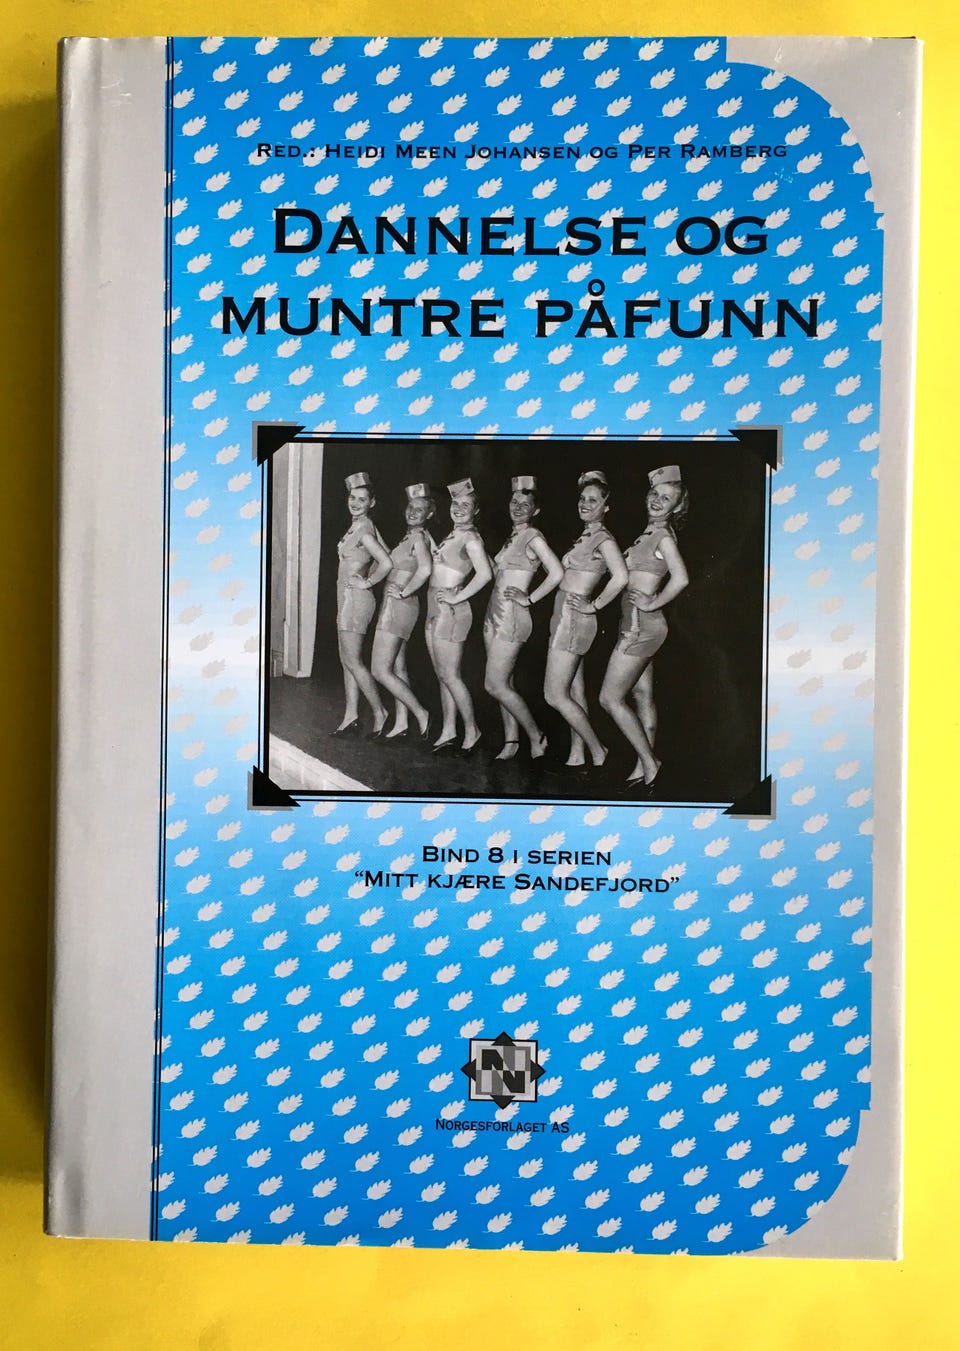 Red.: Heidi Meen Johansen og Per Ramberg
Dannelse og
muntre påfunn
Bind 8 i serien
“Mitt kjære Sandefjord”
NN
Norgesforlaget AS